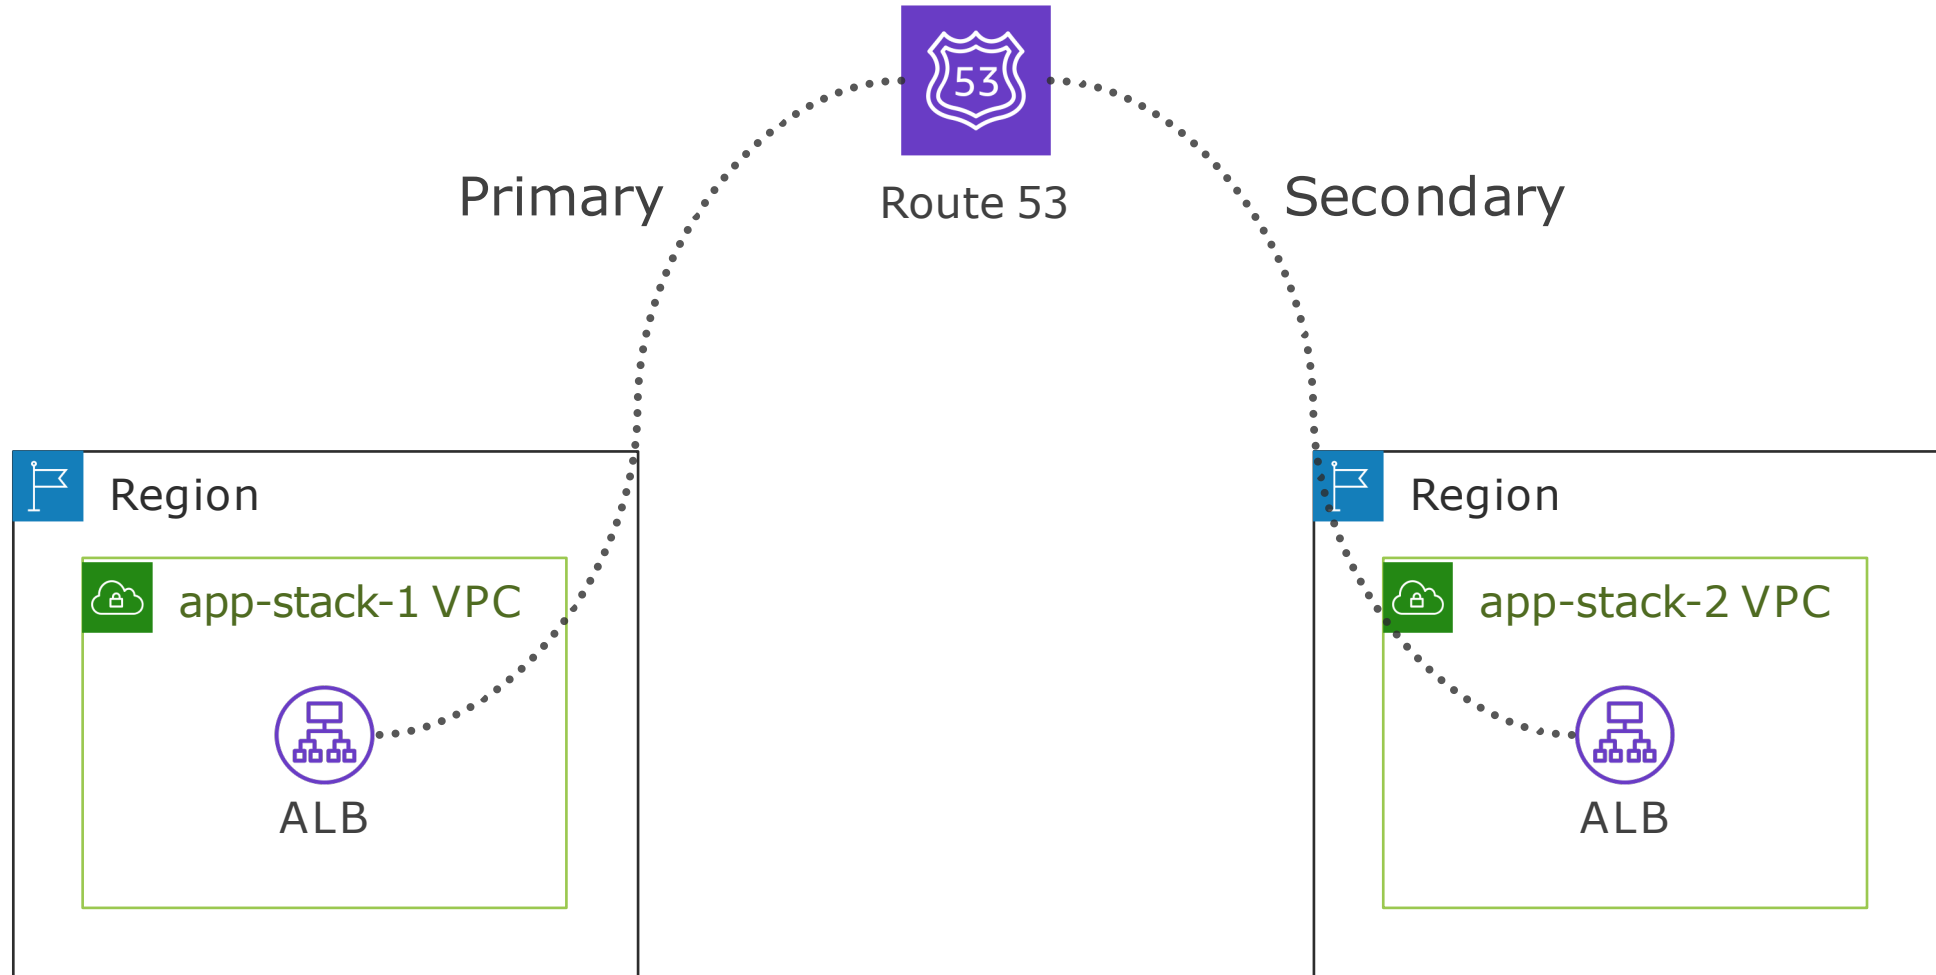 53
Primary
Route 53
Secondary
Region
app-stack-1 VPC
ALB
Region
app-stack-2 VPC
ALB